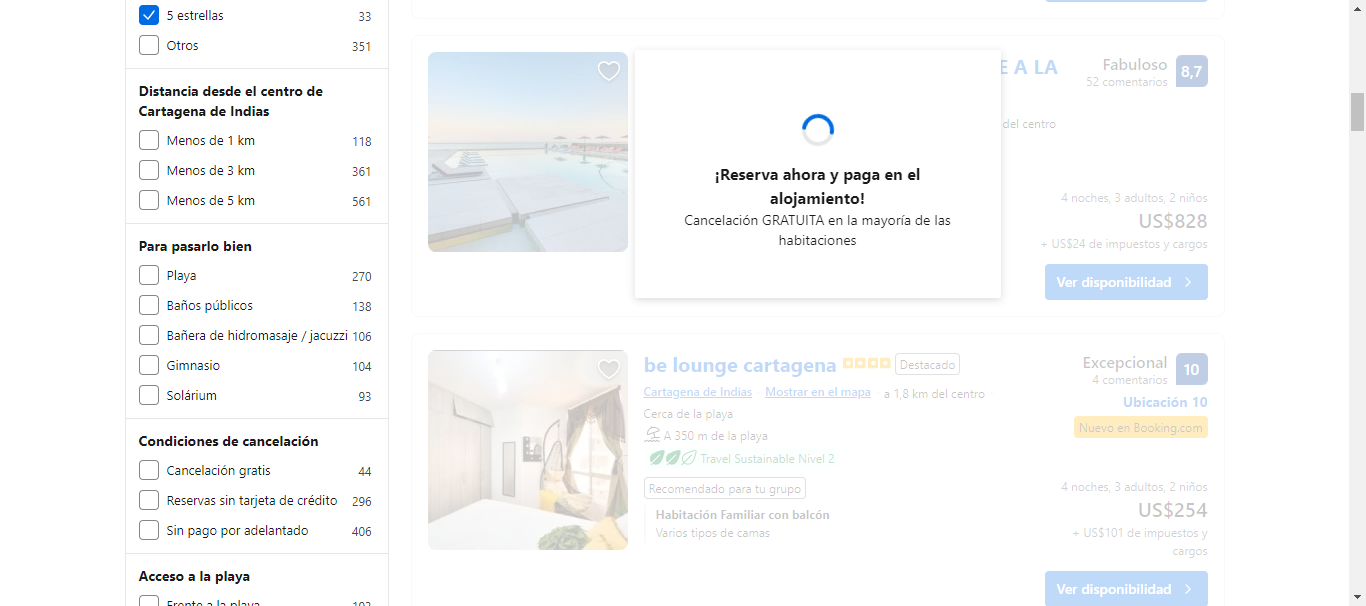 5 estrellas 33
Otros 351
Distancia desde el centro de
Cartagena de Indias
Menos de 1 km 118
Menos de 3 km 361
Menos de 5 km 561
Para pasarlo bien
Playa 270
Baños públicos 138
Bañera de hidromasaje / jacuzzi 106
Gimnasio 104
Solárium 93
Condiciones de cancelación
Cancelación gratis 44
Reservas sin tarjeta de crédito 296
Sin pago por adelantado 406
Acceso a la playa
Frente a la playa 192
E A LA
Fabuloso 8,7
52 comentarios
del centro
¡Reserva ahora y paga en el
alojamiento!
Cancelación GRATUITA en la mayoría de las
habitaciones
4 noches, 3 adultos, 2 niños
US$828
+ US$24 de impuestos y cargos
Ver disponibilidad
be lounge cartagena Destacado
Cartagena de Indias Mostrar en el mapa a 1,8 km del centro
Cerca de la playa
A 350 m de la playa
Travel Sustainable Nivel 2
Recomendado para tu grupo
Habitación Familiar con balcón
Varios tipos de camas
Excepcional 10
4 comentarios
Ubicación 10
Nuevo en Booking.com
4 noches, 3 adultos, 2 niños
US$254
+ US$101 de impuestos y
cargos
Ver disponibilidad